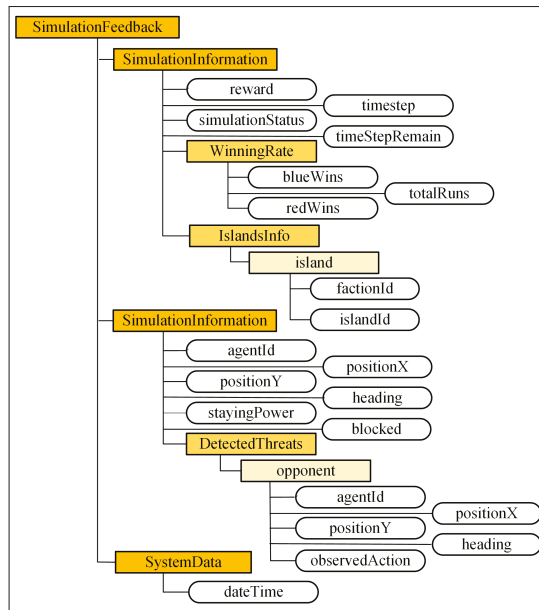 SimulationFeedback
SimulationInformation
reward
timestep
simulationStatus
timeStepRemain
WinningRate
blueWins
totalRuns
redWins
IslandsInfo
island
factionId
islandId
SimulationInformation
agentId
positionX
positionY
heading
stayingPower
blocked
DetectedThreats
opponent
agentId
positionX
positionY
heading
observedAction
SystemData
dateTime